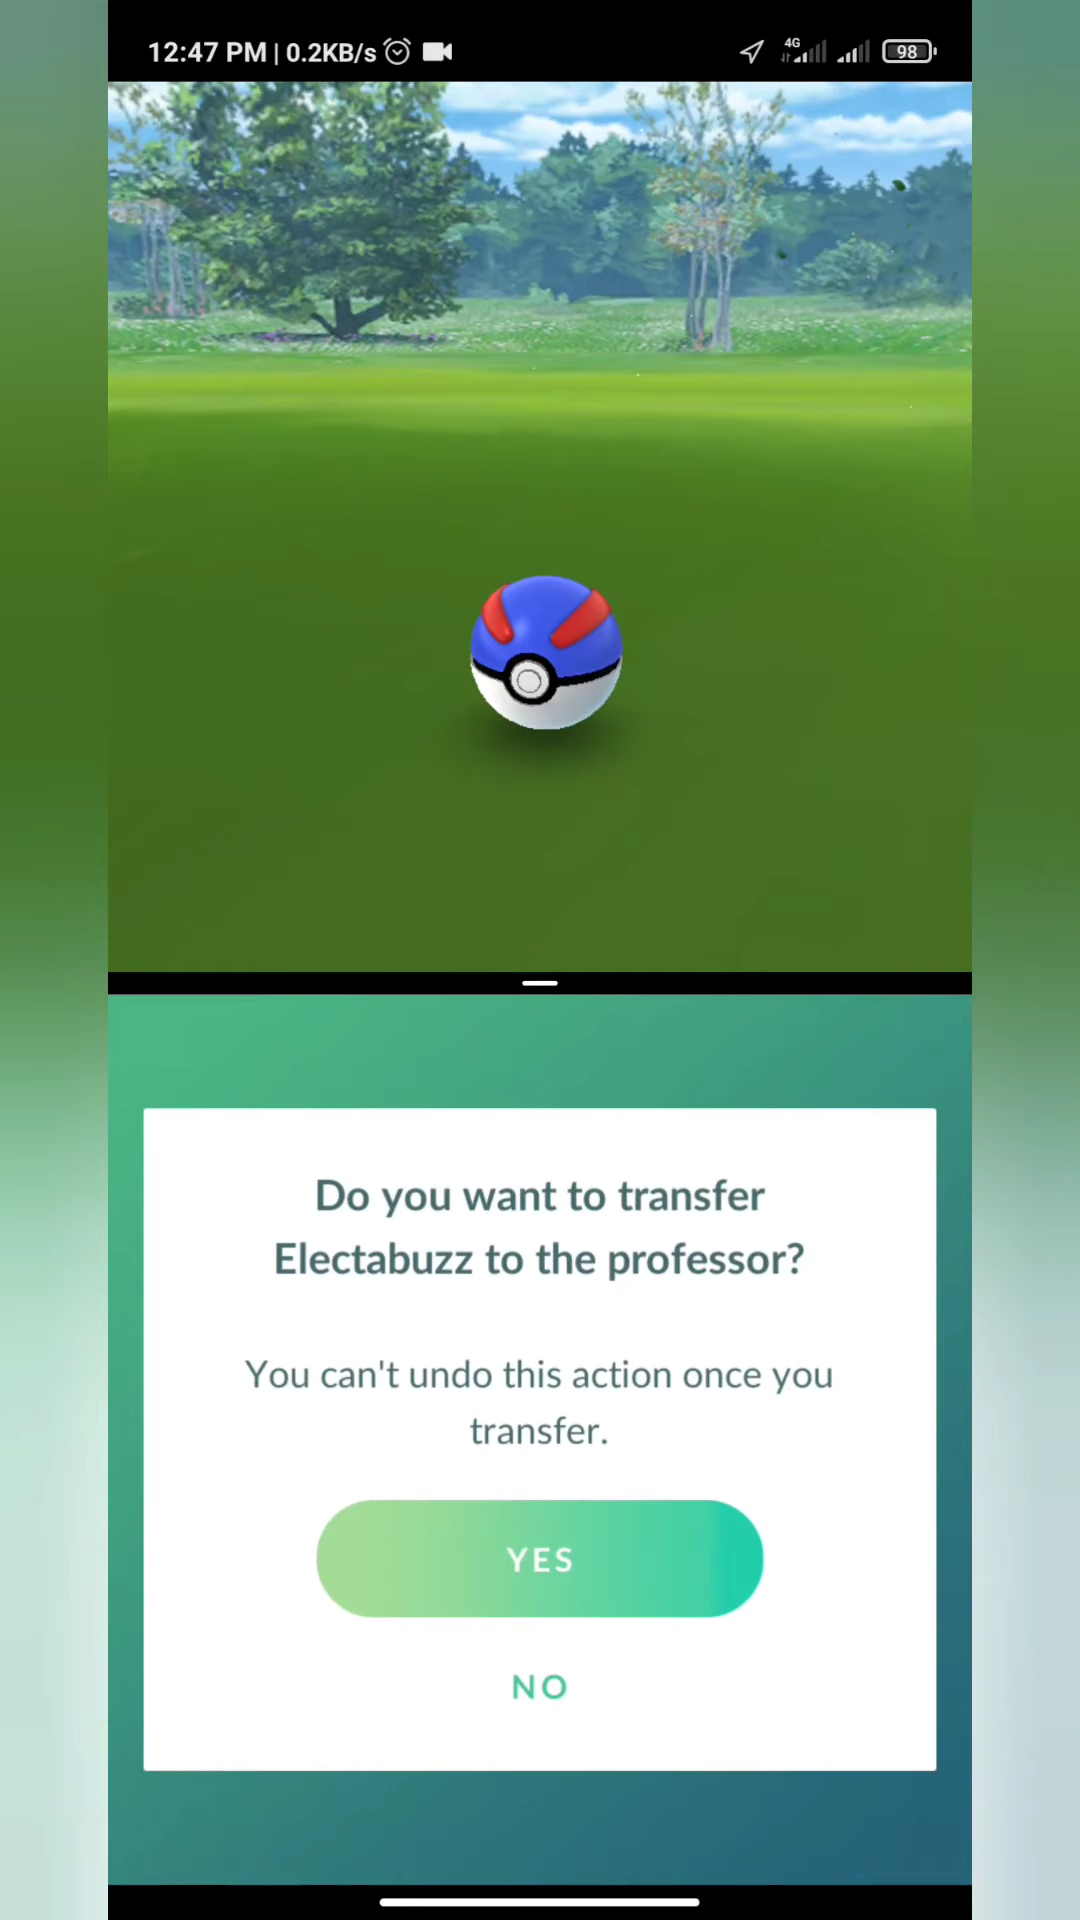 12:47 PM | 0.2KB/s 4G 98
Do you want to transfer
Electabuzz to the professor?
You can't undo this action once you
transfer.
YES
NO